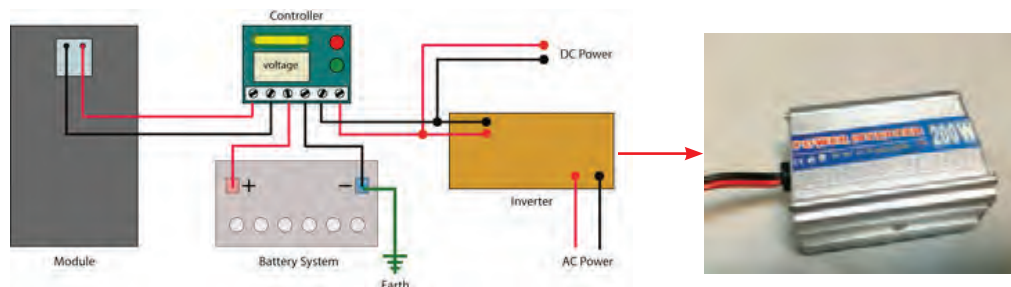 Controller
voltage
DC Power
+
−
Inverter
AC Power
Module
Battery System
Earth
POWER INVERTER
200W